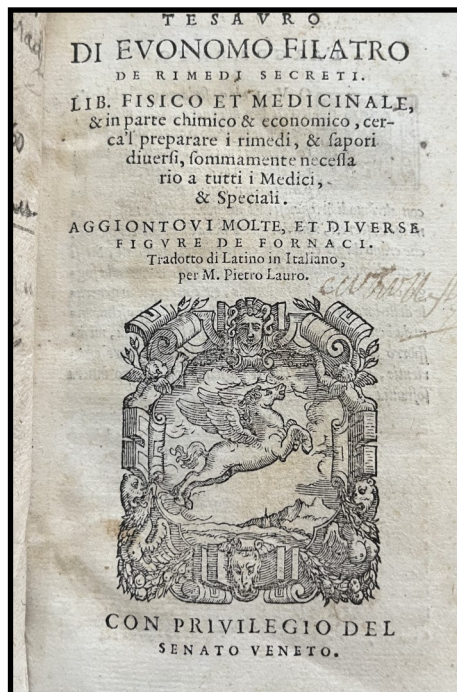 TESAVRO
DI EVONOMO FILATRO
DE RIMEDI SECRETI.
LIB. FISICO ET MEDICINALE,
& in parte chimico & economico, cer-
ca'l preparare i rimedi, & sapori
diuersi, sommamente necessa
rio a tutti i Medici,
& Speciali.
AGGIONTOVI MOLTE, ET DIVERSE
FIGVRE DE FORNACI.
Tradotto di Latino in Italiano,
per M. Pietro Lauro.
CON PRIVILEGIO DEL
SENATO VENETO.